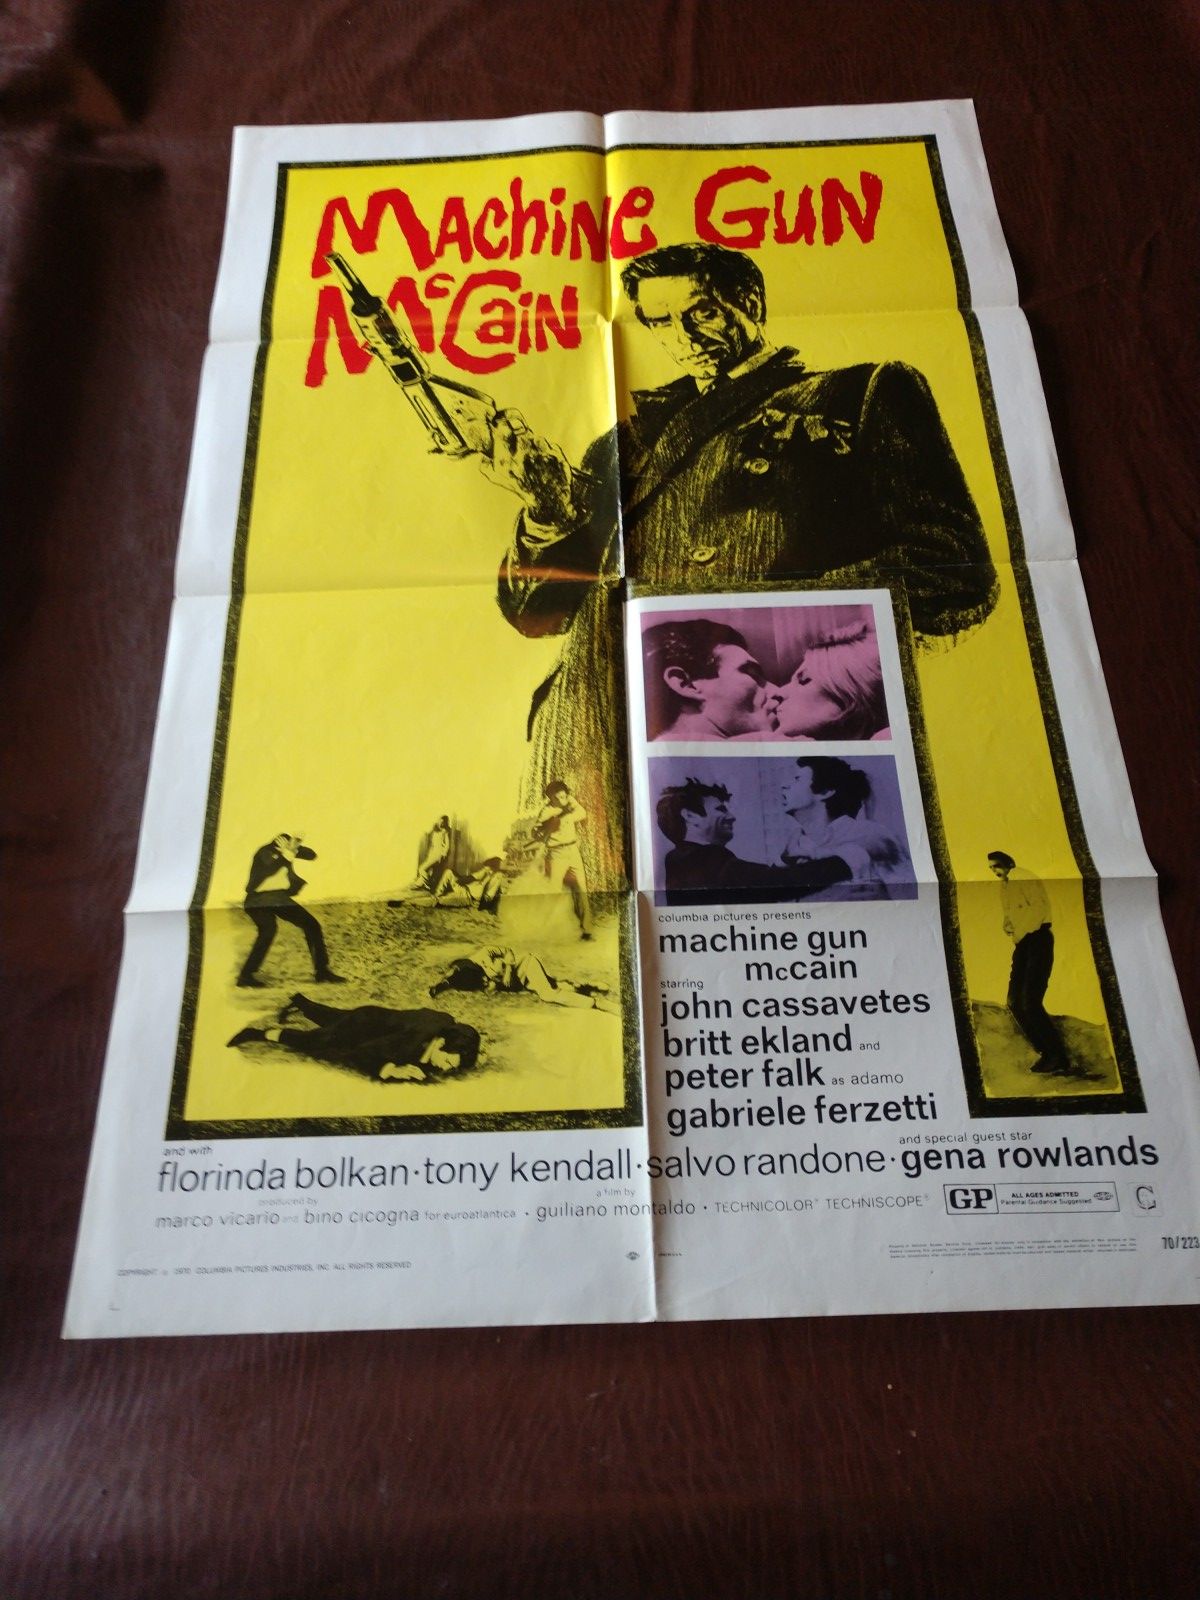 Machine Gun
McCain
columbia pictures presents
machine gun
mccain
starring
john cassavetes
britt ekland and
peter falk as adamo
gabriele ferzetti
and with
and special guest star
florinda bolkan · tony kendall · salvo randone · gena rowlands
produced by
a film by
marco vicario and bino cicogna for euroatlantica · guiliano montaldo · TECHNICOLOR® TECHNISCOPE®
GP
ALL AGES ADMITTED
Parental Guidance Suggested
COPYRIGHT © 1970 COLUMBIA PICTURES INDUSTRIES, INC. ALL RIGHTS RESERVED
70/223